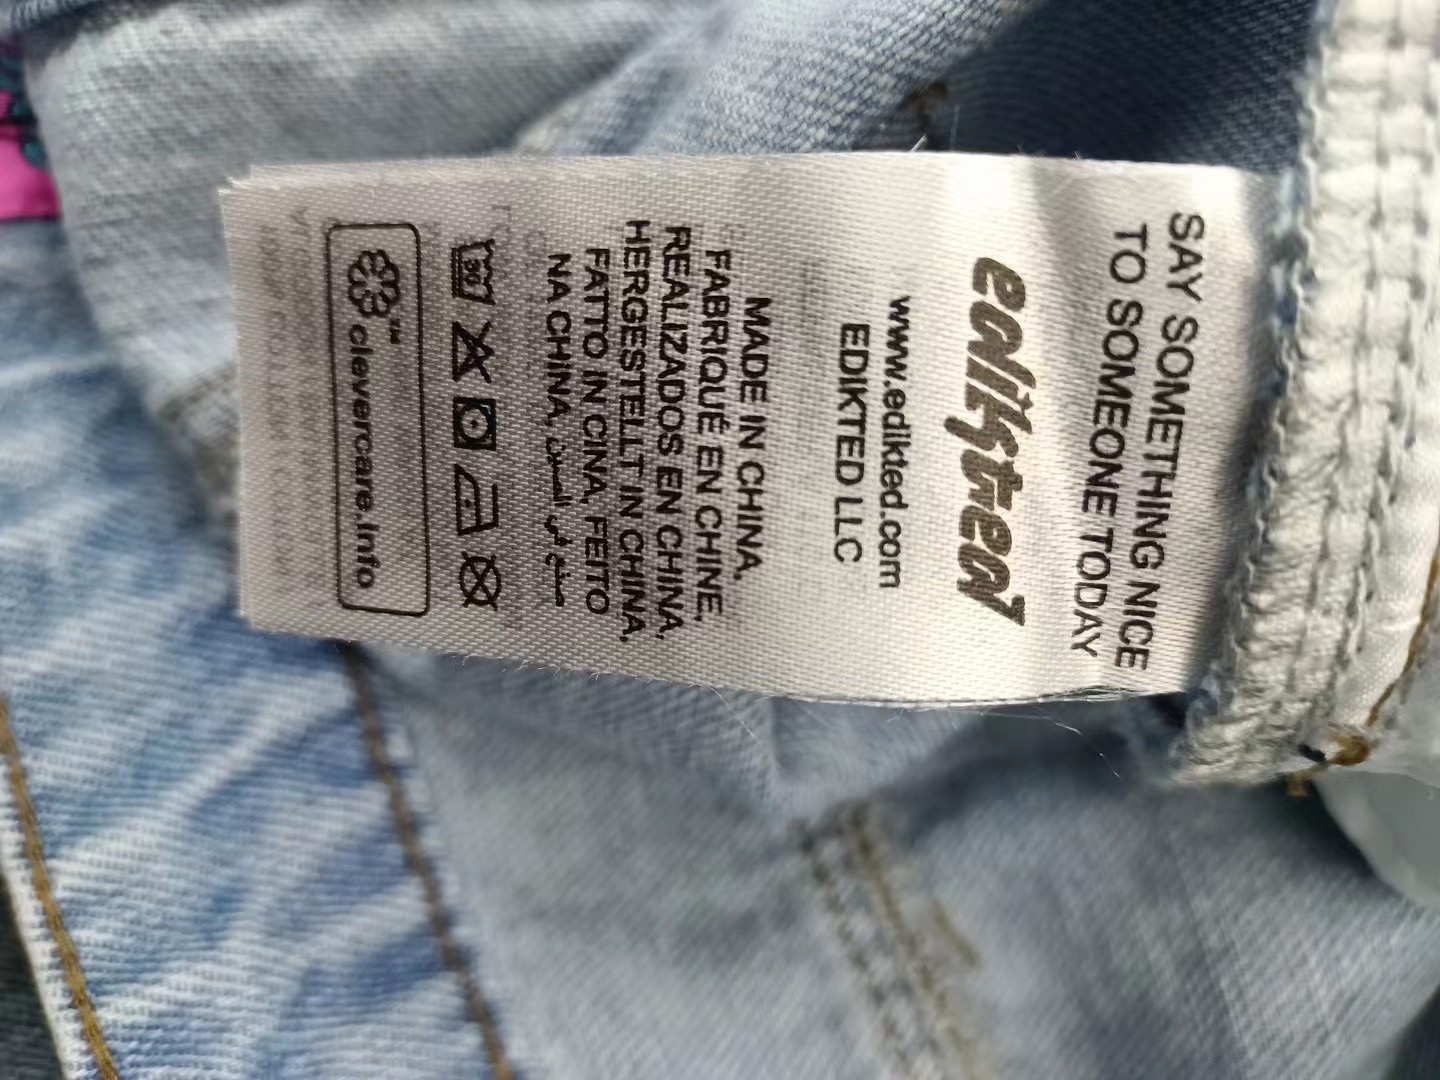 SAY SOMETHING NICE
TO SOMEONE TODAY
edikted
www.edikted.com
EDIKTED LLC
MADE IN CHINA,
FABRIQUÉ EN CHINE,
REALIZADOS EN CHINA,
HERGESTELLT IN CHINA,
FATTO IN CINA, FEITO
NA CHINA, صنع في الصين
30
clevercare.info